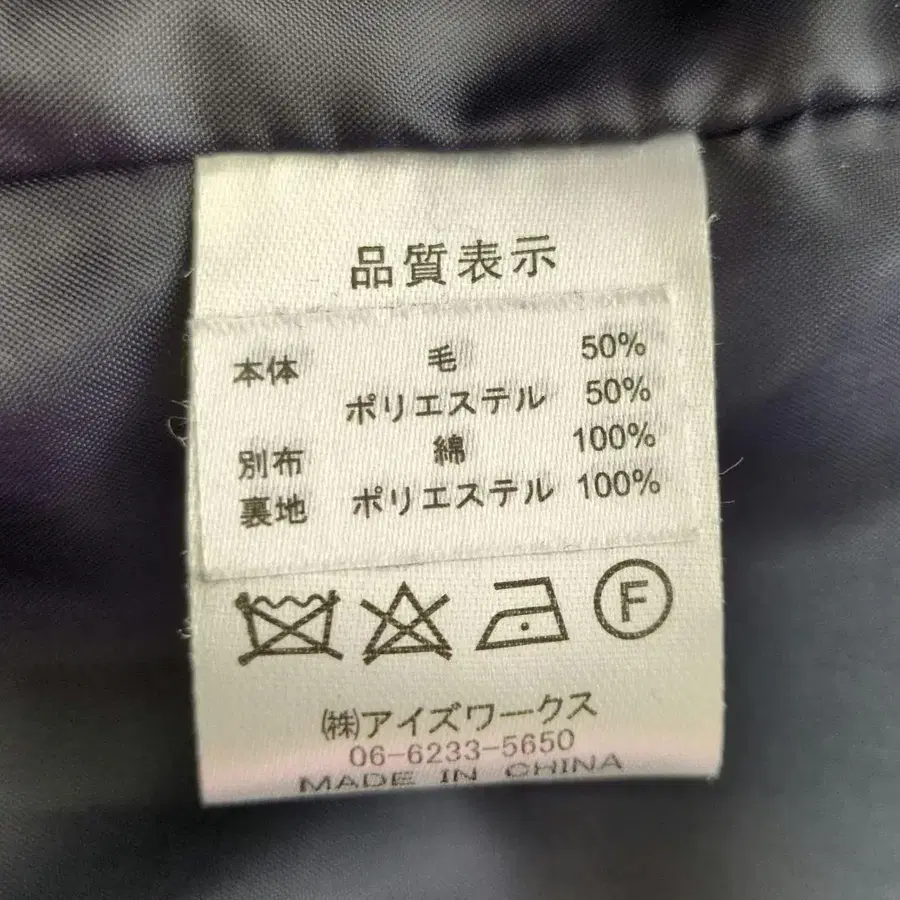 品質表示
本体 毛 50%
ポリエステル 50%
別布 綿 100%
裏地 ポリエステル 100%
F
㈱アイズワークス
06-6233-5650
MADE IN CHINA